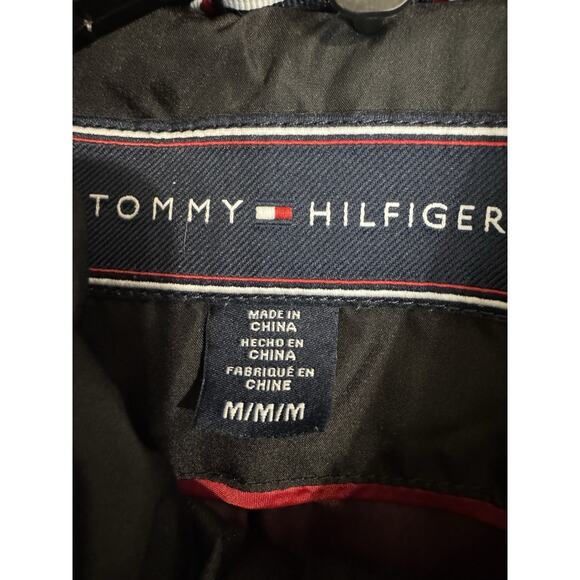 TOMMY HILFIGER
MADE IN
CHINA
HECHO EN
CHINA
FABRIQUÉ EN
CHINE
M/M/M